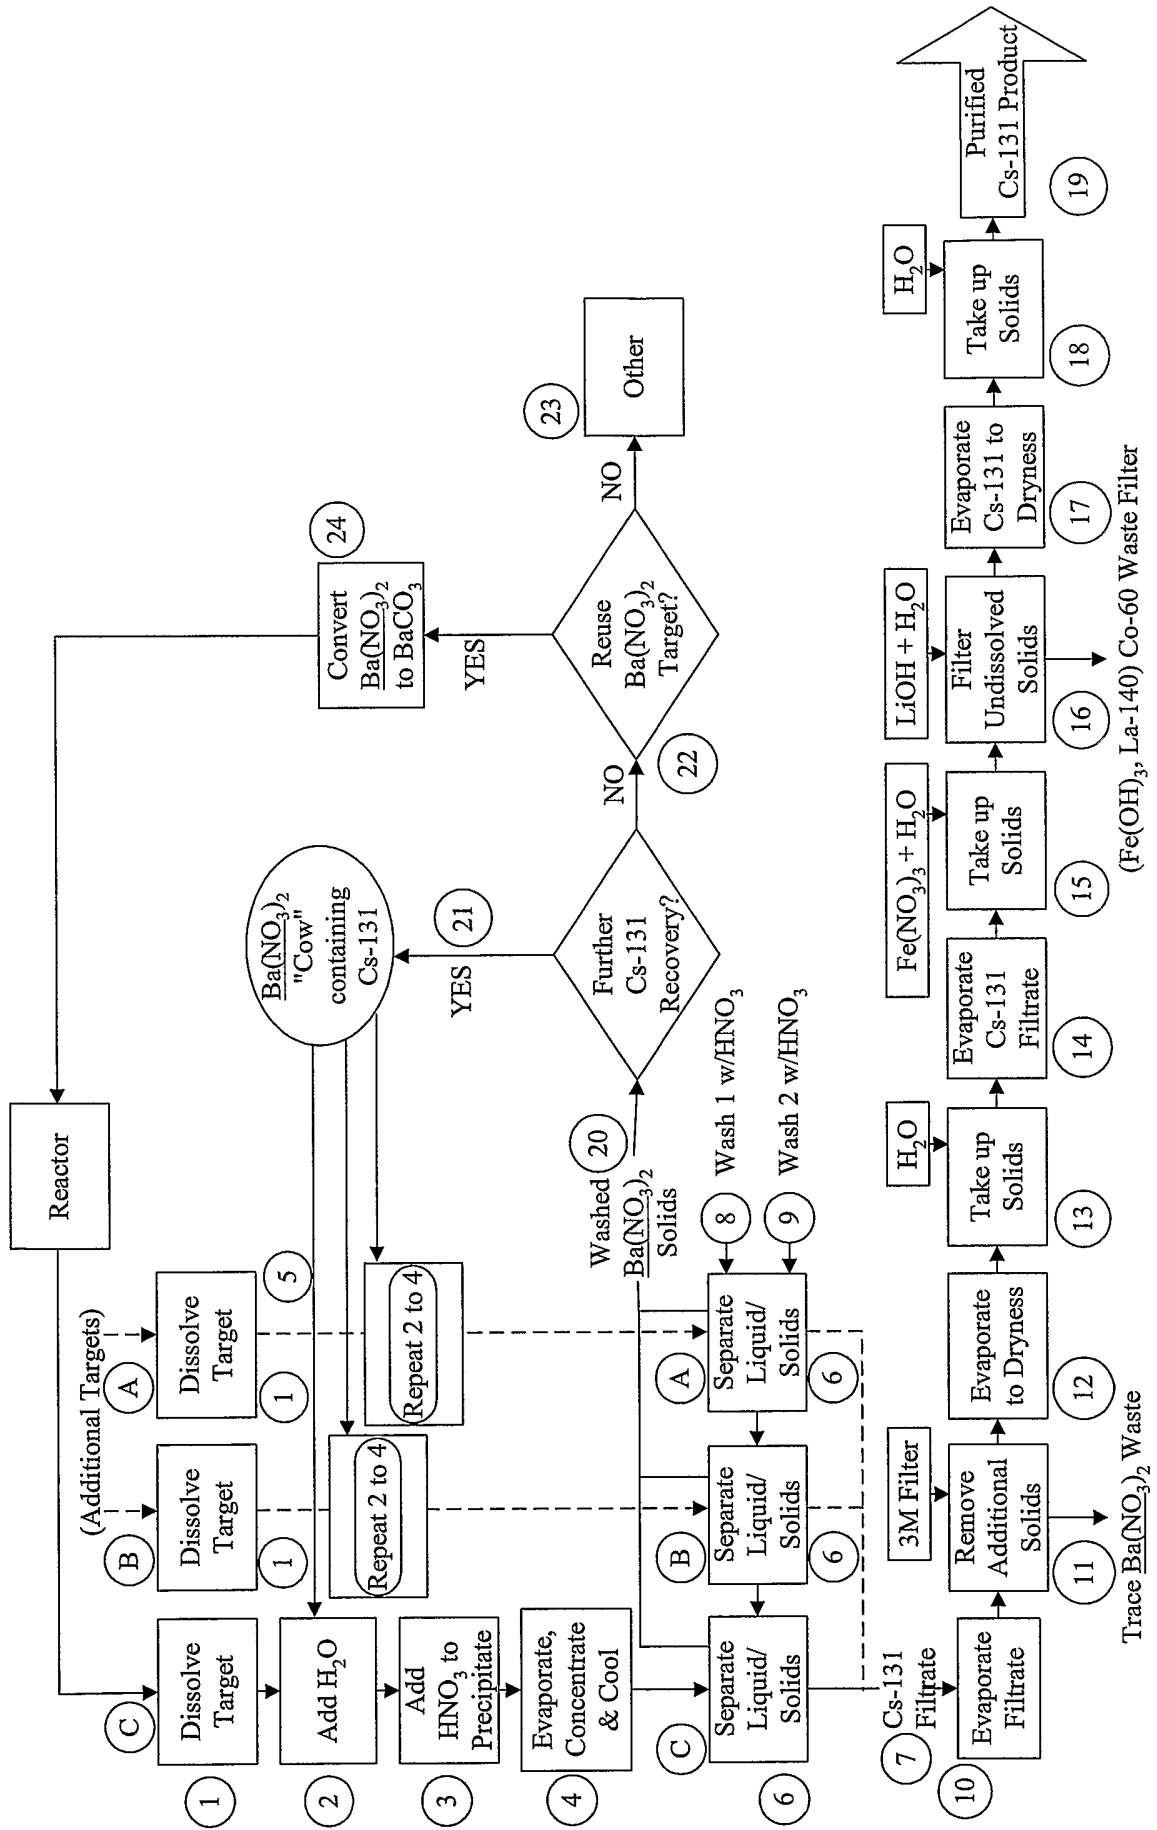 Reactor
(Additional Targets)
C
B
A
Dissolve
Target
1
Dissolve
Target
1
Dissolve
Target
1
5
Add H₂O
2
Add
HNO₃ to
Precipitate
3
Evaporate,
Concentrate
& Cool
4
Repeat 2 to 4
Repeat 2 to 4
Ba(NO₃)₂
"Cow"
containing
Cs-131
Convert
Ba(NO₃)₂
to BaCO₃
24
YES
21
YES
Further
Cs-131
Recovery?
NO
22
Reuse
Ba(NO₃)₂
Target?
NO
Other
23
Washed
Ba(NO₃)₂
Solids
20
C
Separate
Liquid/
Solids
6
B
Separate
Liquid/
Solids
6
A
Separate
Liquid/
Solids
6
8
Wash 1 w/HNO₃
9
Wash 2 w/HNO₃
Cs-131
Filtrate
7
Evaporate
Filtrate
10
3M Filter
Remove
Additional
Solids
11
Trace Ba(NO₃)₂ Waste
Evaporate
to Dryness
12
H₂O
Take up
Solids
13
Evaporate
Cs-131
Filtrate
14
Fe(NO₃)₃ + H₂O
Take up
Solids
15
LiOH + H₂O
Filter
Undissolved
Solids
16
(Fe(OH)₃, La-140) Co-60 Waste Filter
Evaporate
Cs-131 to
Dryness
17
H₂O
Take up
Solids
18
Purified
Cs-131 Product
19